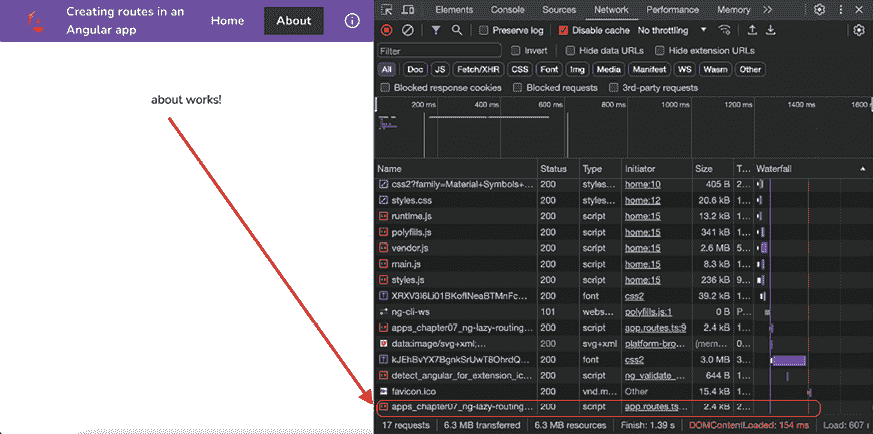 Creating routes in an
Angular app
Home
About
about works!
Elements Console Sources Network Performance Memory
Preserve log Disable cache No throttling
Filter Invert Hide data URLs Hide extension URLs
All Doc JS Fetch/XHR CSS Font Img Media Manifest WS Wasm Other
Blocked response cookies Blocked requests 3rd-party requests
200 ms 400 ms 600 ms 800 ms 1000 ms 1200 ms 1400 ms 1600
Name Status Type Initiator Size T... Waterfall
css2?family=Material+Symbols+... 200 styles... home:10 405 B 2...
styles.css 200 styles... home:12 20.6 kB 1...
runtime.js 200 script home:15 13.2 kB 1...
polyfills.js 200 script home:15 341 kB 1...
vendor.js 200 script home:15 2.6 MB 5...
main.js 200 script home:15 8.3 kB 1...
styles.js 200 script home:15 236 kB 9...
200 font css2 39.2 kB 1...
ng-cli-ws 101 webs... polyfills.js:1 0 B P...
apps_chapter07_ng-lazy-routing... 200 script app.routes.ts:9 2.4 kB 1...
data:image/svg+xml;... 200 svg+xml platform-bro... (mem... 0...
200 font css2 3.0 MB 3...
detect_angular_for_extension_ic... 200 script ng_validate_... 644 B 1...
favicon.ico 200 vnd.m... Other 15.4 kB 1...
apps_chapter07_ng-lazy-routing... 200 script app.routes.ts... 2.4 kB 2...
17 requests 6.3 MB transferred 6.3 MB resources Finish: 1.39 s DOMContentLoaded: 154 ms Load: 607